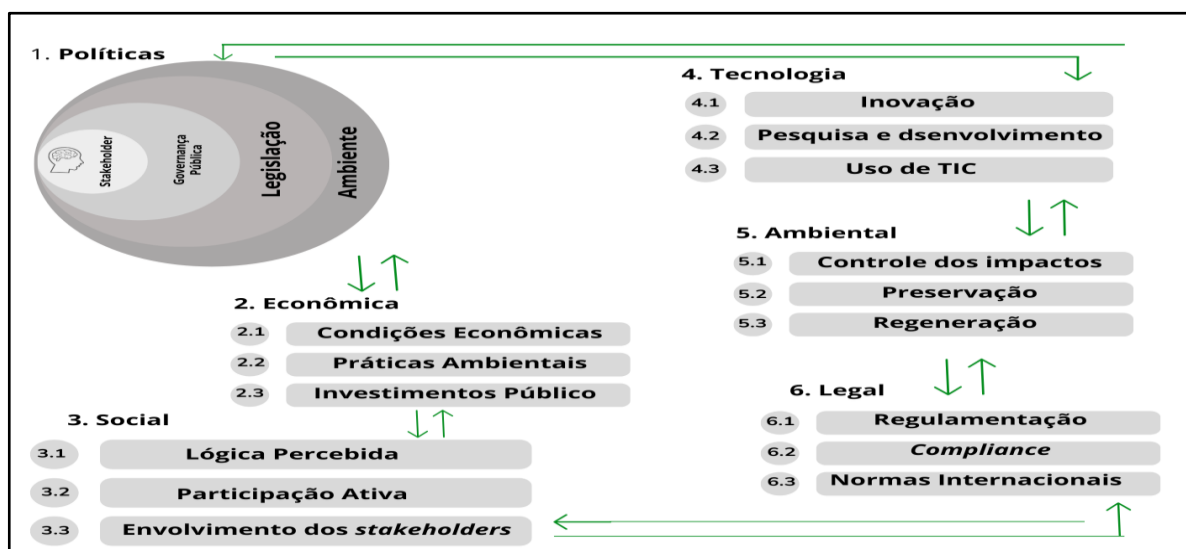 1. Políticas
Stakeholder
Governança
Pública
Legislação
Ambiente
2. Econômica
2.1 Condições Econômicas
2.2 Práticas Ambientais
2.3 Investimentos Público
3. Social
3.1 Lógica Percebida
3.2 Participação Ativa
3.3 Envolvimento dos stakeholders
4. Tecnologia
4.1 Inovação
4.2 Pesquisa e dsenvolvimento
4.3 Uso de TIC
5. Ambiental
5.1 Controle dos impactos
5.2 Preservação
5.3 Regeneração
6. Legal
6.1 Regulamentação
6.2 Compliance
6.3 Normas Internacionais